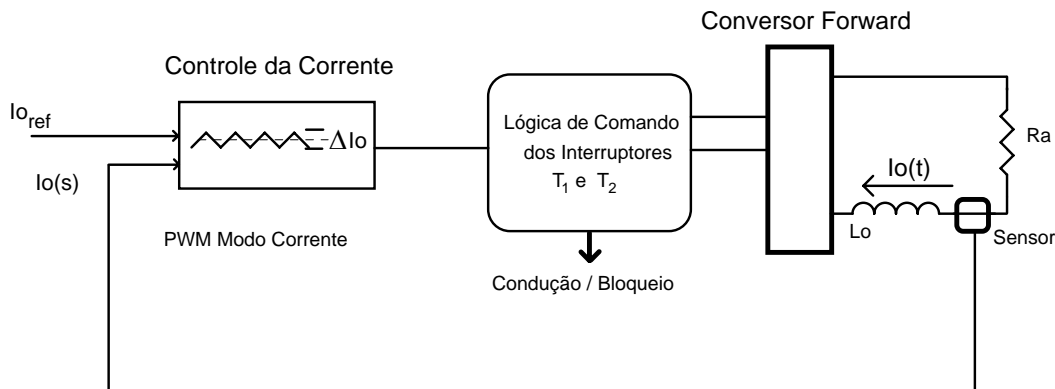 Conversor Forward
Controle da Corrente
Io_ref
ΔIo
Io(s)
PWM Modo Corrente
Lógica de Comando
dos Interruptores
T_1 e T_2
Condução / Bloqueio
Ra
Io(t)
Lo
Sensor